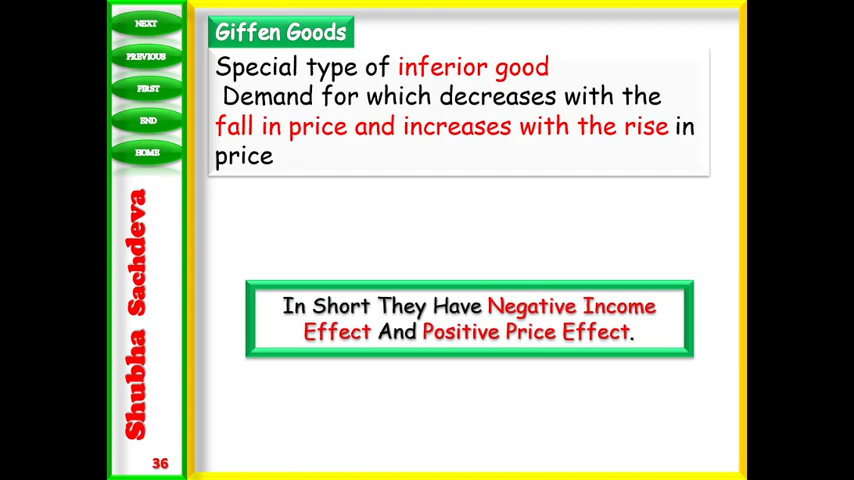 NEXT
PREVIOUS
FIRST
END
HOME
Shubha Sachdeva
36
Giffen Goods
Special type of inferior good
Demand for which decreases with the
fall in price and increases with the rise in
price
In Short They Have Negative Income
Effect And Positive Price Effect.